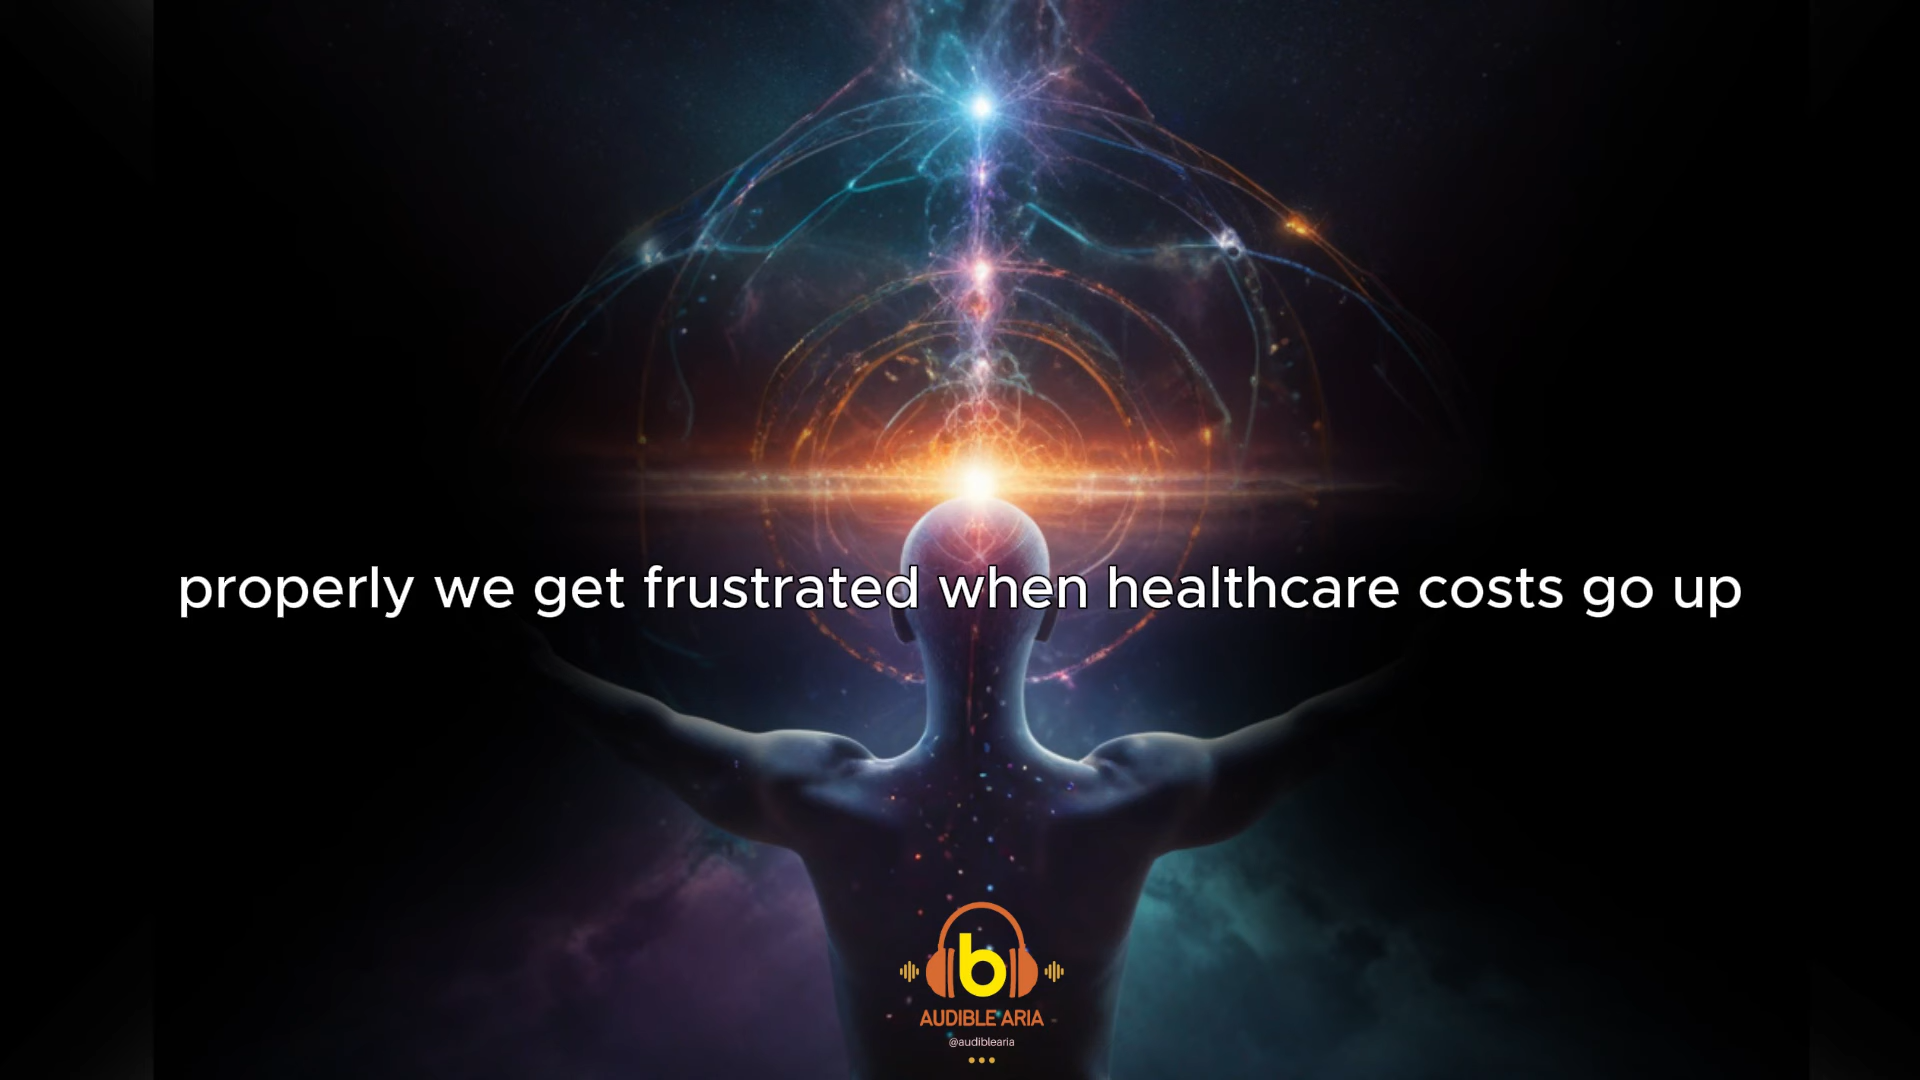 properly we get frustrated when healthcare costs go up
b
AUDIBLE ARIA
@audiblearia